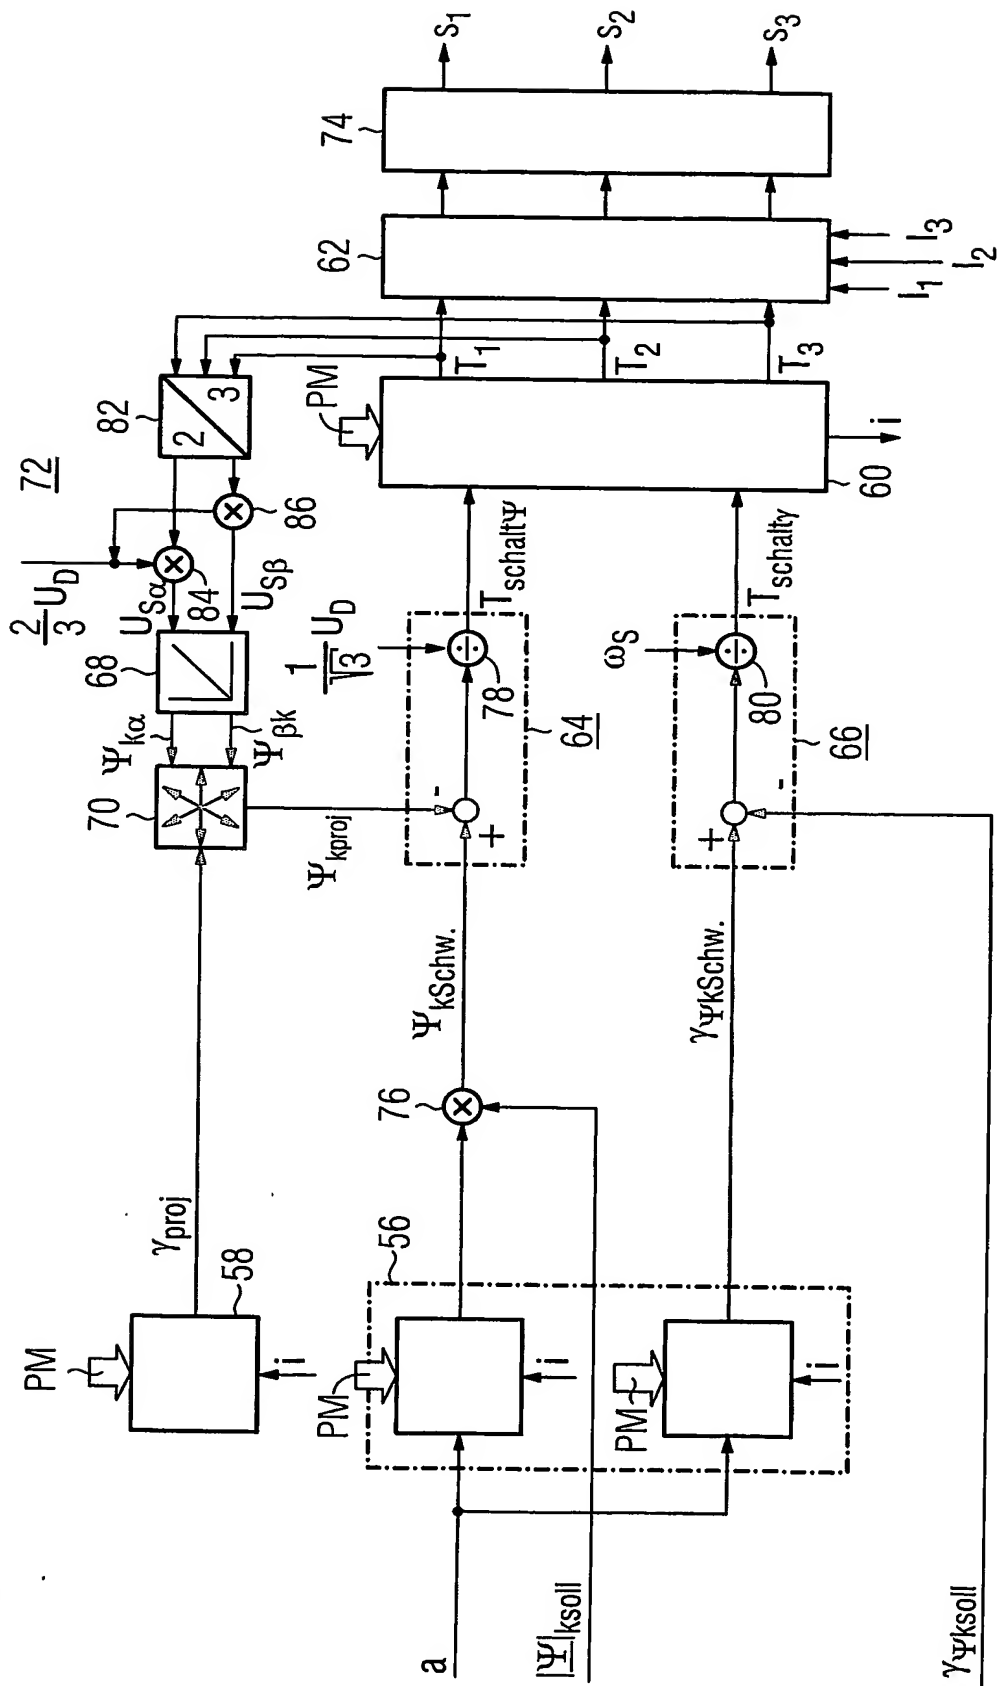 PM
58
i
γproj
70
Ψkα
Ψβk
68
USα
USβ
2/3 UD
84
86
72
82
2
3
Ψkproj
a
PM
i
56
76
ΨkSchw.
+
-
1/√3 UD
78
64
TschaltΨ
PM
T1
T2
T3
60
i
62
I1
I2
I3
74
S1
S2
S3
|Ψ|ksoll
PM
i
γΨkSchw.
+
-
ωS
80
66
Tschaltγ
γΨksoll